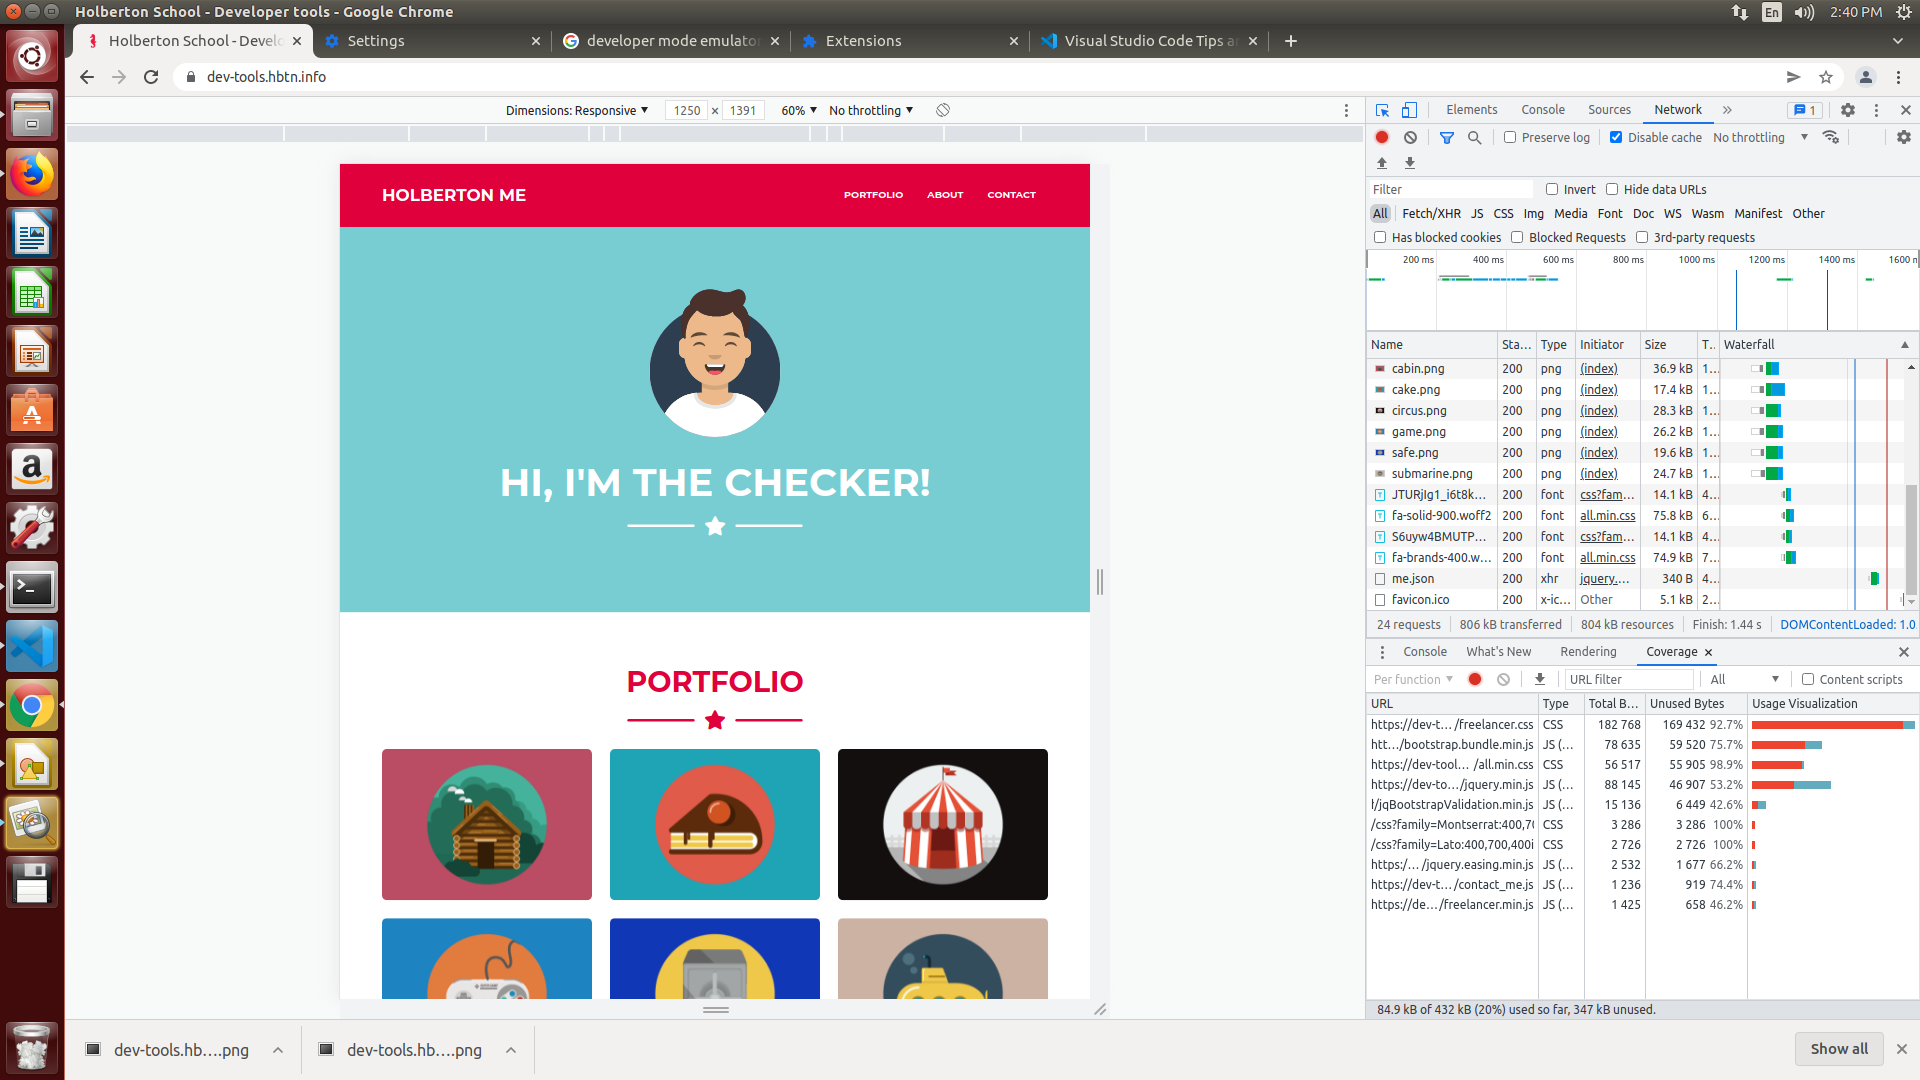 Holberton School - Developer tools - Google Chrome
En
2:40 PM
Holberton School - Develo
Settings
developer mode emulator
Extensions
Visual Studio Code Tips a
dev-tools.hbtn.info
Dimensions: Responsive
1250 × 1391
60%
No throttling
HOLBERTON ME
PORTFOLIO
ABOUT
CONTACT
HI, I'M THE CHECKER!
PORTFOLIO
Elements
Console
Sources
Network
1
Preserve log
Disable cache
No throttling
Filter
Invert
Hide data URLs
All
Fetch/XHR JS CSS Img Media Font Doc WS Wasm Manifest Other
Has blocked cookies
Blocked Requests
3rd-party requests
200 ms 400 ms 600 ms 800 ms 1000 ms 1200 ms 1400 ms 1600 m
Name Sta... Type Initiator Size T.. Waterfall
cabin.png 200 png (index) 36.9 kB 1...
cake.png 200 png (index) 17.4 kB 1...
circus.png 200 png (index) 28.3 kB 1...
game.png 200 png (index) 26.2 kB 1...
safe.png 200 png (index) 19.6 kB 1...
submarine.png 200 png (index) 24.7 kB 1...
JTURjIg1_i6t8k... 200 font css?fam... 14.1 kB 4...
fa-solid-900.woff2 200 font all.min.css 75.8 kB 6...
S6uyw4BMUTP... 200 font css?fam... 14.1 kB 4...
fa-brands-400.w... 200 font all.min.css 74.9 kB 7...
me.json 200 xhr jquery.... 340 B 4...
favicon.ico 200 x-ic... Other 5.1 kB 2...
24 requests 806 kB transferred 804 kB resources Finish: 1.44 s DOMContentLoaded: 1.0
Console
What's New
Rendering
Coverage
Per function
URL filter
All
Content scripts
URL Type Total B... Unused Bytes Usage Visualization
https://dev-t... /freelancer.css CSS 182 768 169 432 92.7%
htt.../bootstrap.bundle.min.js JS (... 78 635 59 520 75.7%
https://dev-tool... /all.min.css CSS 56 517 55 905 98.9%
https://dev-to.../jquery.min.js JS (... 88 145 46 907 53.2%
l/jqBootstrapValidation.min.js JS (... 15 136 6 449 42.6%
/css?family=Montserrat:400,70 CSS 3 286 3 286 100%
/css?family=Lato:400,700,400i CSS 2 726 2 726 100%
https:/... /jquery.easing.min.js JS (... 2 532 1 677 66.2%
https://dev-t.../contact_me.js JS (... 1 236 919 74.4%
https://de.../freelancer.min.js JS (... 1 425 658 46.2%
84.9 kB of 432 kB (20%) used so far, 347 kB unused.
dev-tools.hb....png
dev-tools.hb....png
Show all